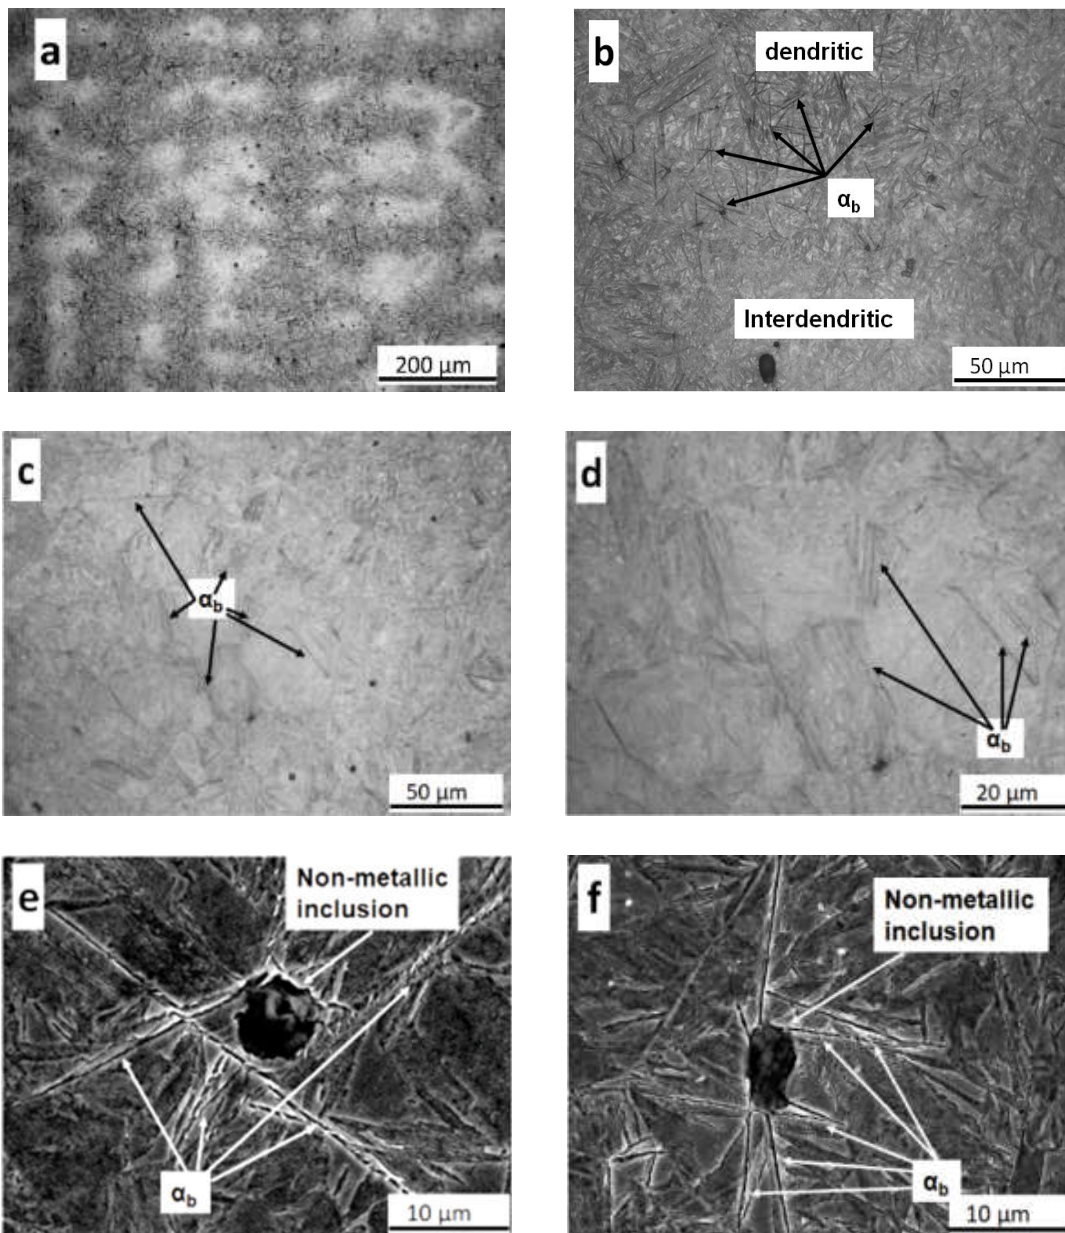 a
200 µm
b
dendritic
αb
Interdendritic
50 µm
c
αb
50 µm
d
αb
20 µm
e
Non-metallic
inclusion
αb
10 µm
f
Non-metallic
inclusion
αb
10 µm